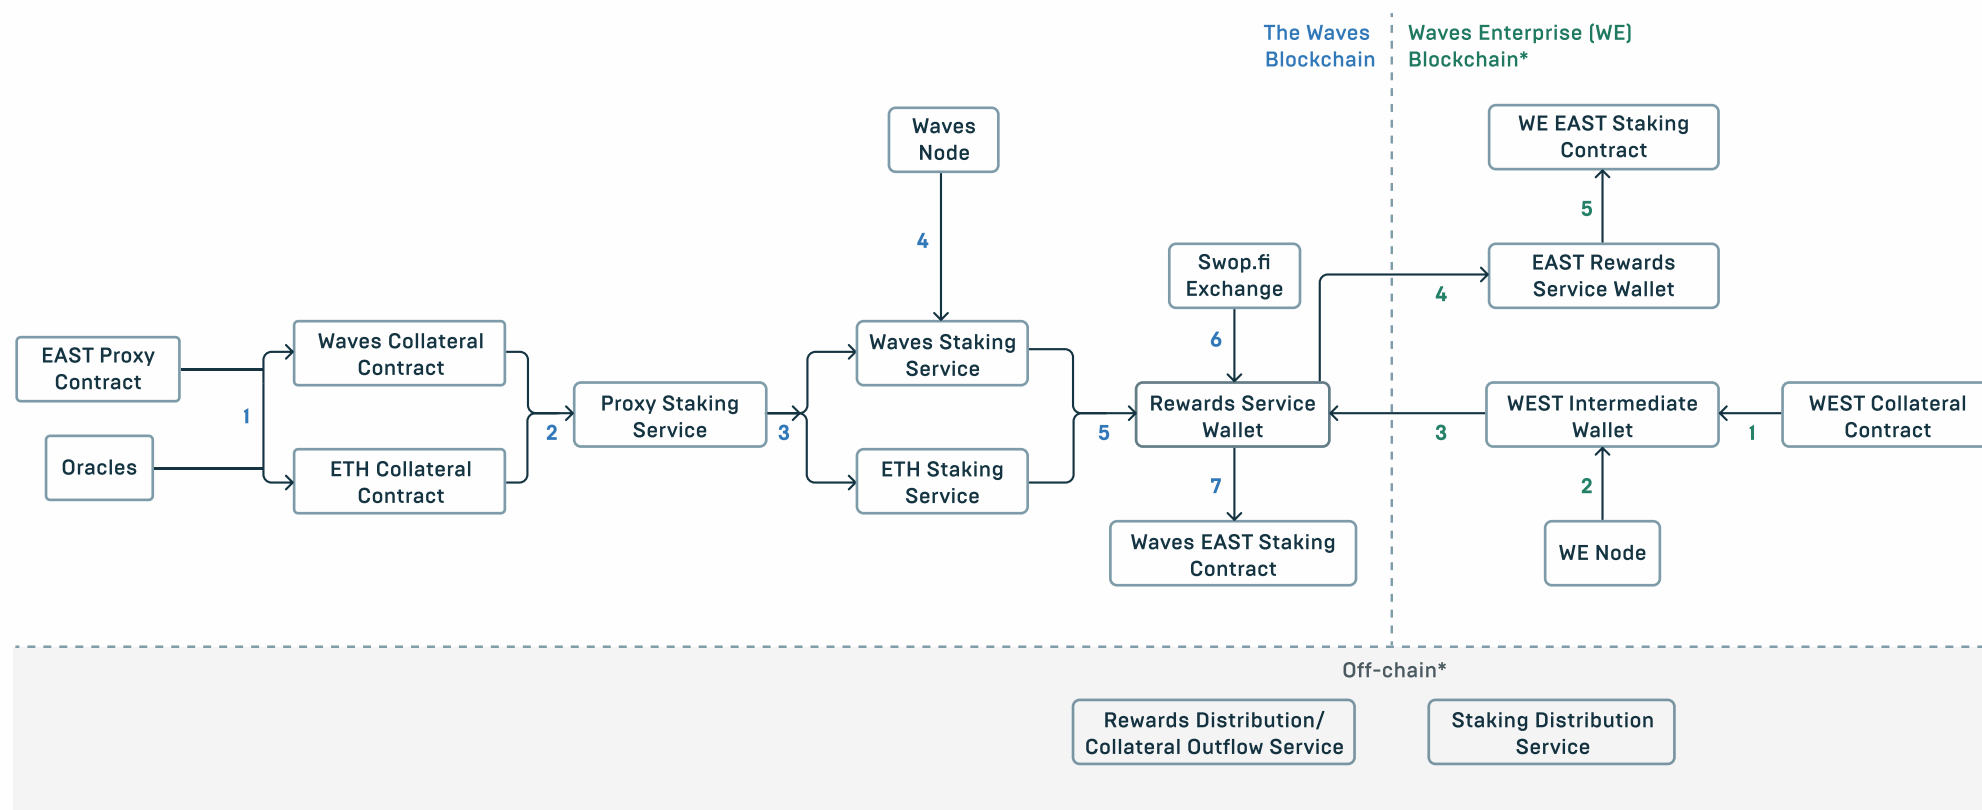 The Waves
Blockchain
Waves Enterprise (WE)
Blockchain*
Waves
Node
WE EAST Staking
Contract
5
4
Swop.fi
Exchange
EAST Rewards
Service Wallet
4
6
EAST Proxy
Contract
Waves Collateral
Contract
Waves Staking
Service
1
2
Proxy Staking
Service
3
5
Rewards Service
Wallet
3
WEST Intermediate
Wallet
1
WEST Collateral
Contract
Oracles
ETH Collateral
Contract
ETH Staking
Service
7
2
Waves EAST Staking
Contract
WE Node
Off-chain*
Rewards Distribution/
Collateral Outflow Service
Staking Distribution
Service